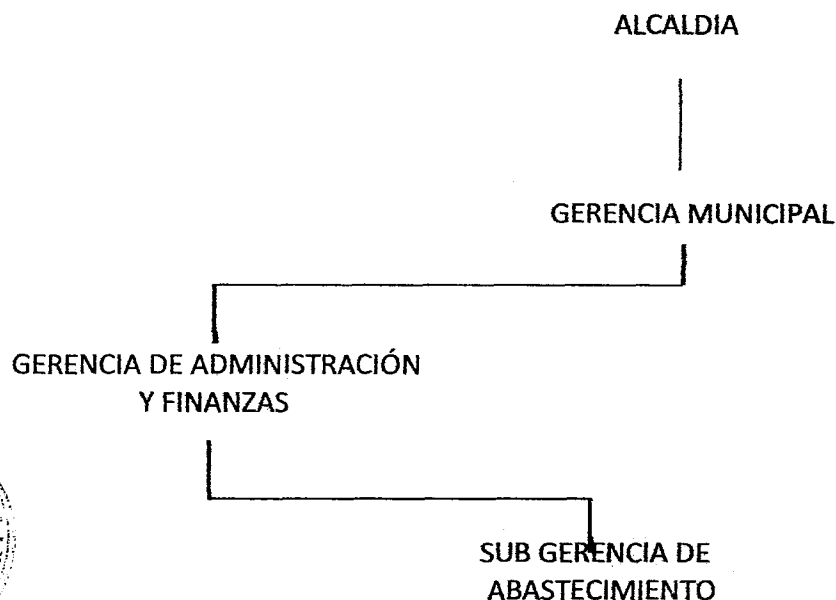 ALCALDIA
GERENCIA MUNICIPAL
GERENCIA DE ADMINISTRACIÓN
Y FINANZAS
SUB GERENCIA DE
ABASTECIMIENTO